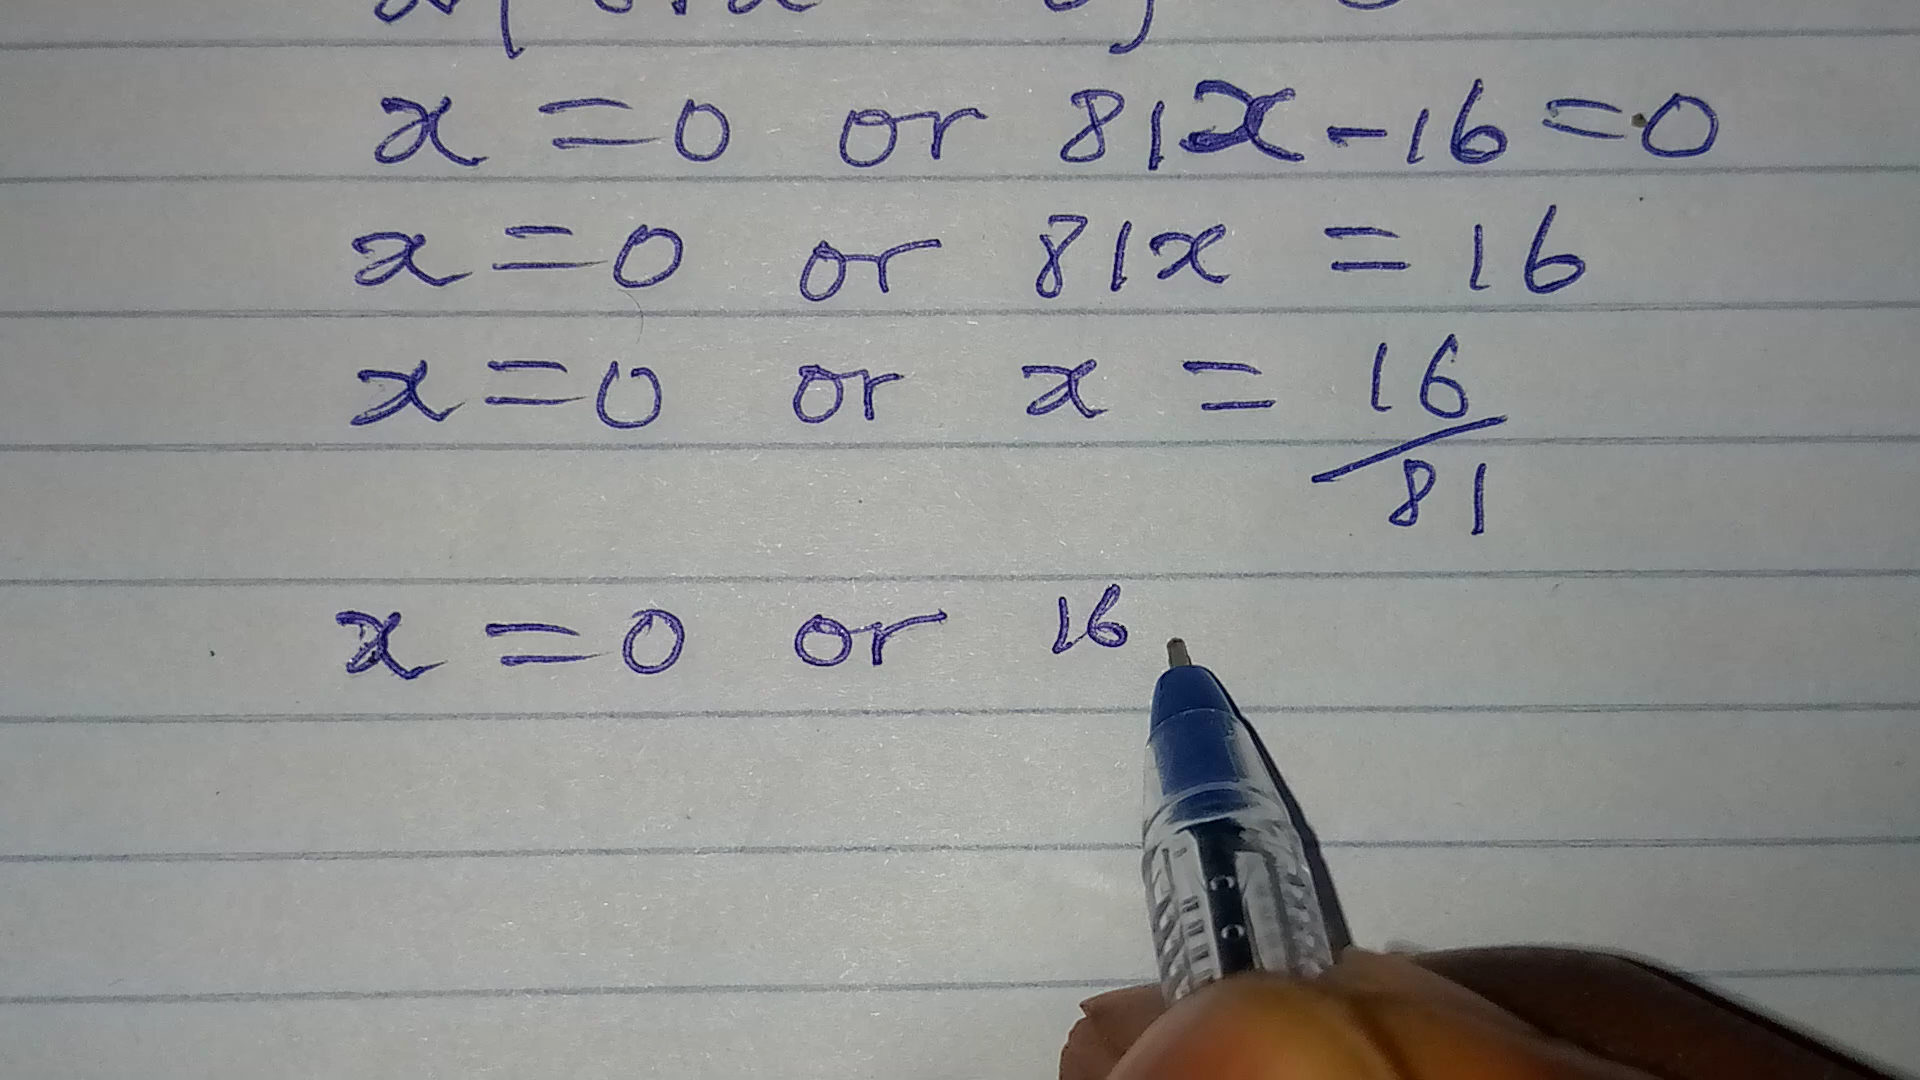 x = 0 or 81x - 16 = 0
x = 0 or 81x = 16
x = 0 or x = 16/81
x = 0 or 16